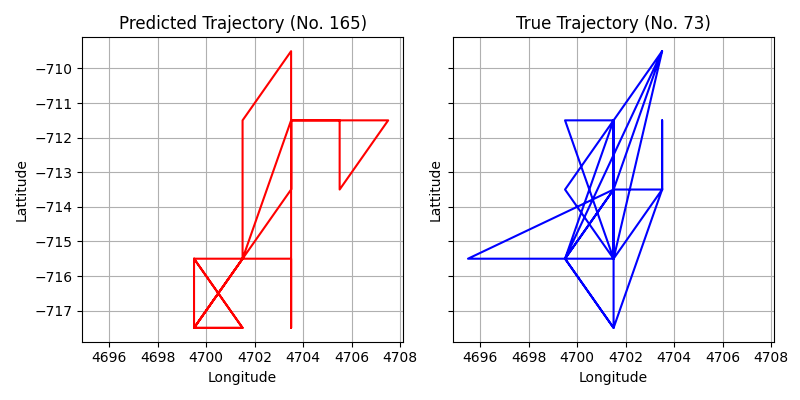 Predicted Trajectory (No. 165)
True Trajectory (No. 73)
Lattitude
−710
−711
−712
−713
−714
−715
−716
−717
4696 4698 4700 4702 4704 4706 4708
Longitude
Lattitude
4696 4698 4700 4702 4704 4706 4708
Longitude